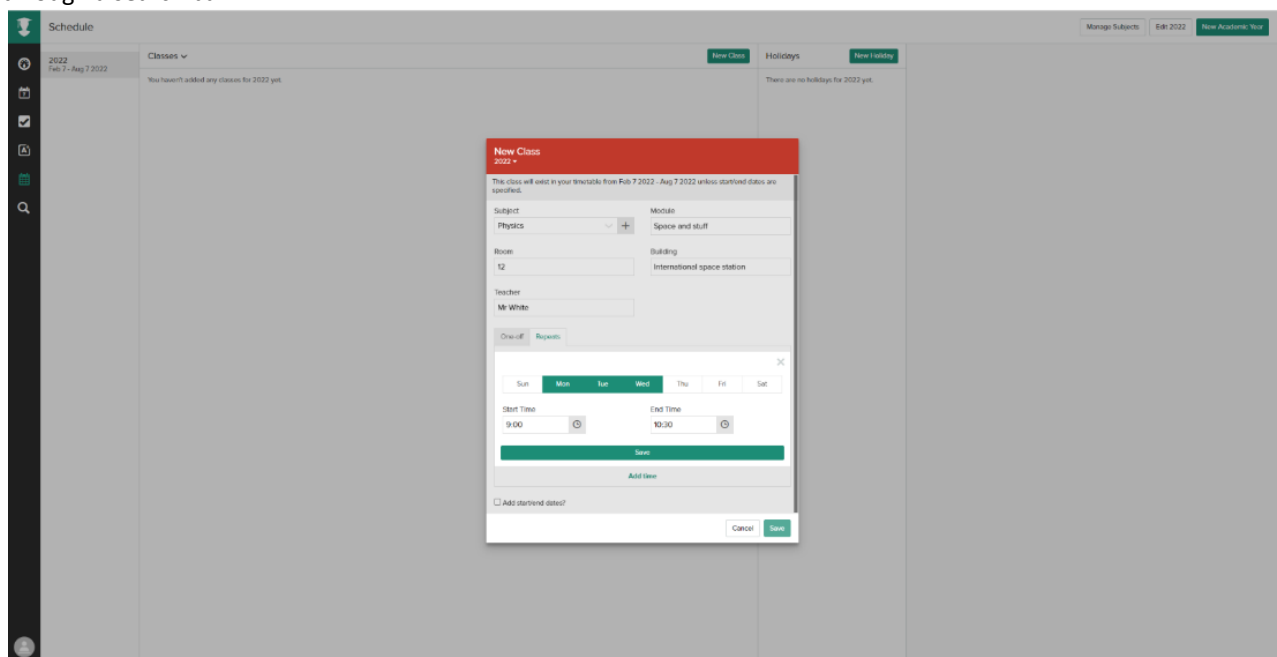 Schedule
Manage Subjects
Edit 2022
New Academic Year
2022
Feb 7 - Aug 7 2022
Classes
New Class
Holidays
New Holiday
You haven't added any classes for 2022 yet.
There are no holidays for 2022 yet.
New Class
2022
This class will exist in your timetable from Feb 7 2022 - Aug 7 2022 unless start/end dates are
specified.
Subject
Module
Physics
Space and stuff
Room
Building
12
International space station
Teacher
Mr White
One-off
Repeats
Sun Mon Tue Wed Thu Fri Sat
Start Time
End Time
9:00
10:30
Save
Add time
Add start/end dates?
Cancel
Save